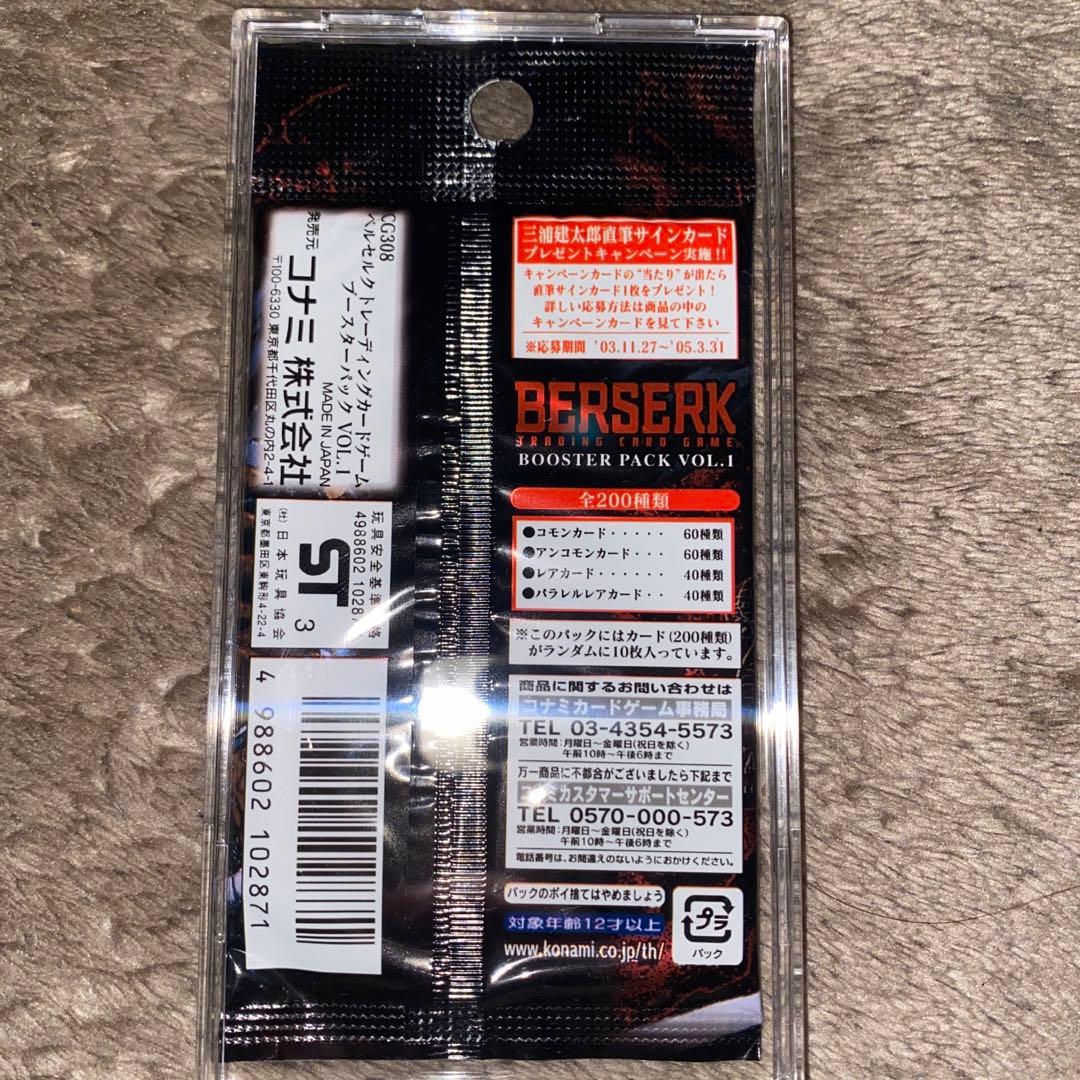 三浦建太郎直筆サインカード
プレゼントキャンペーン実施!!
キャンペーンカードの“当たり”が出たら
直筆サインカード1枚をプレゼント!
詳しい応募方法は商品の中の
キャンペーンカードを見て下さい
※応募期間 '03.11.27〜'05.3.31
BERSERK
TRADING CARD GAME
BOOSTER PACK VOL.1
全200種類
●コモンカード・・・・・ 60種類
●アンコモンカード・・・ 60種類
●レアカード・・・・・・ 40種類
●パラレルレアカード・・ 40種類
※このパックにはカード(200種類)
がランダムに10枚入っています。
商品に関するお問い合わせは
コナミカードゲーム事務局
TEL 03-4354-5573
営業時間:月曜日〜金曜日(祝日を除く)
午前10時〜午後6時まで
万一商品に不都合がございましたら下記まで
コナミカスタマーサポートセンター
TEL 0570-000-573
営業時間:月曜日〜金曜日(祝日を除く)
午前10時〜午後6時まで
電話番号は、お間違えのないようにおかけください。
パックのポイ捨てはやめましょう
対象年齢12才以上
www.konami.co.jp/th/
プラ
パック
CG308
ベルセルクトレーディングカードゲーム
ブースターパック VOL.1
MADE IN JAPAN
発売元 コナミ株式会社
〒100-6330 東京都千代田区丸の内2-4-1
玩具安全基準
4988602 10287
ST 3
(社)日本玩具協会
東京都墨田区東駒形4-22-4
4 988602 102871